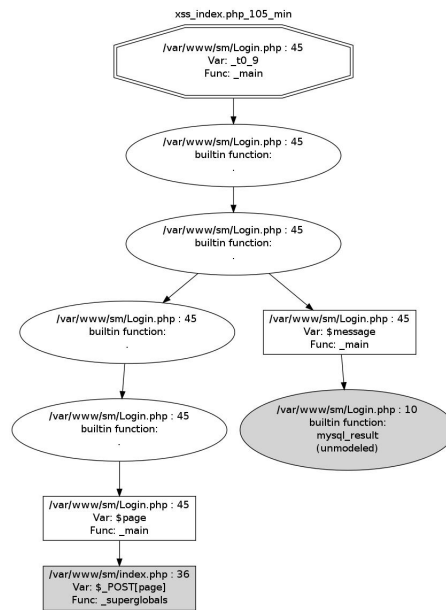 xss_index.php_105_min
/var/www/sm/Login.php : 45
Var: _t0_9
Func: _main
/var/www/sm/Login.php : 45
builtin function:
.
/var/www/sm/Login.php : 45
builtin function:
.
/var/www/sm/Login.php : 45
builtin function:
.
/var/www/sm/Login.php : 45
Var: $message
Func: _main
/var/www/sm/Login.php : 45
builtin function:
.
/var/www/sm/Login.php : 10
builtin function:
mysql_result
(unmodeled)
/var/www/sm/Login.php : 45
Var: $page
Func: _main
/var/www/sm/index.php : 36
Var: $_POST[page]
Func: _superglobals